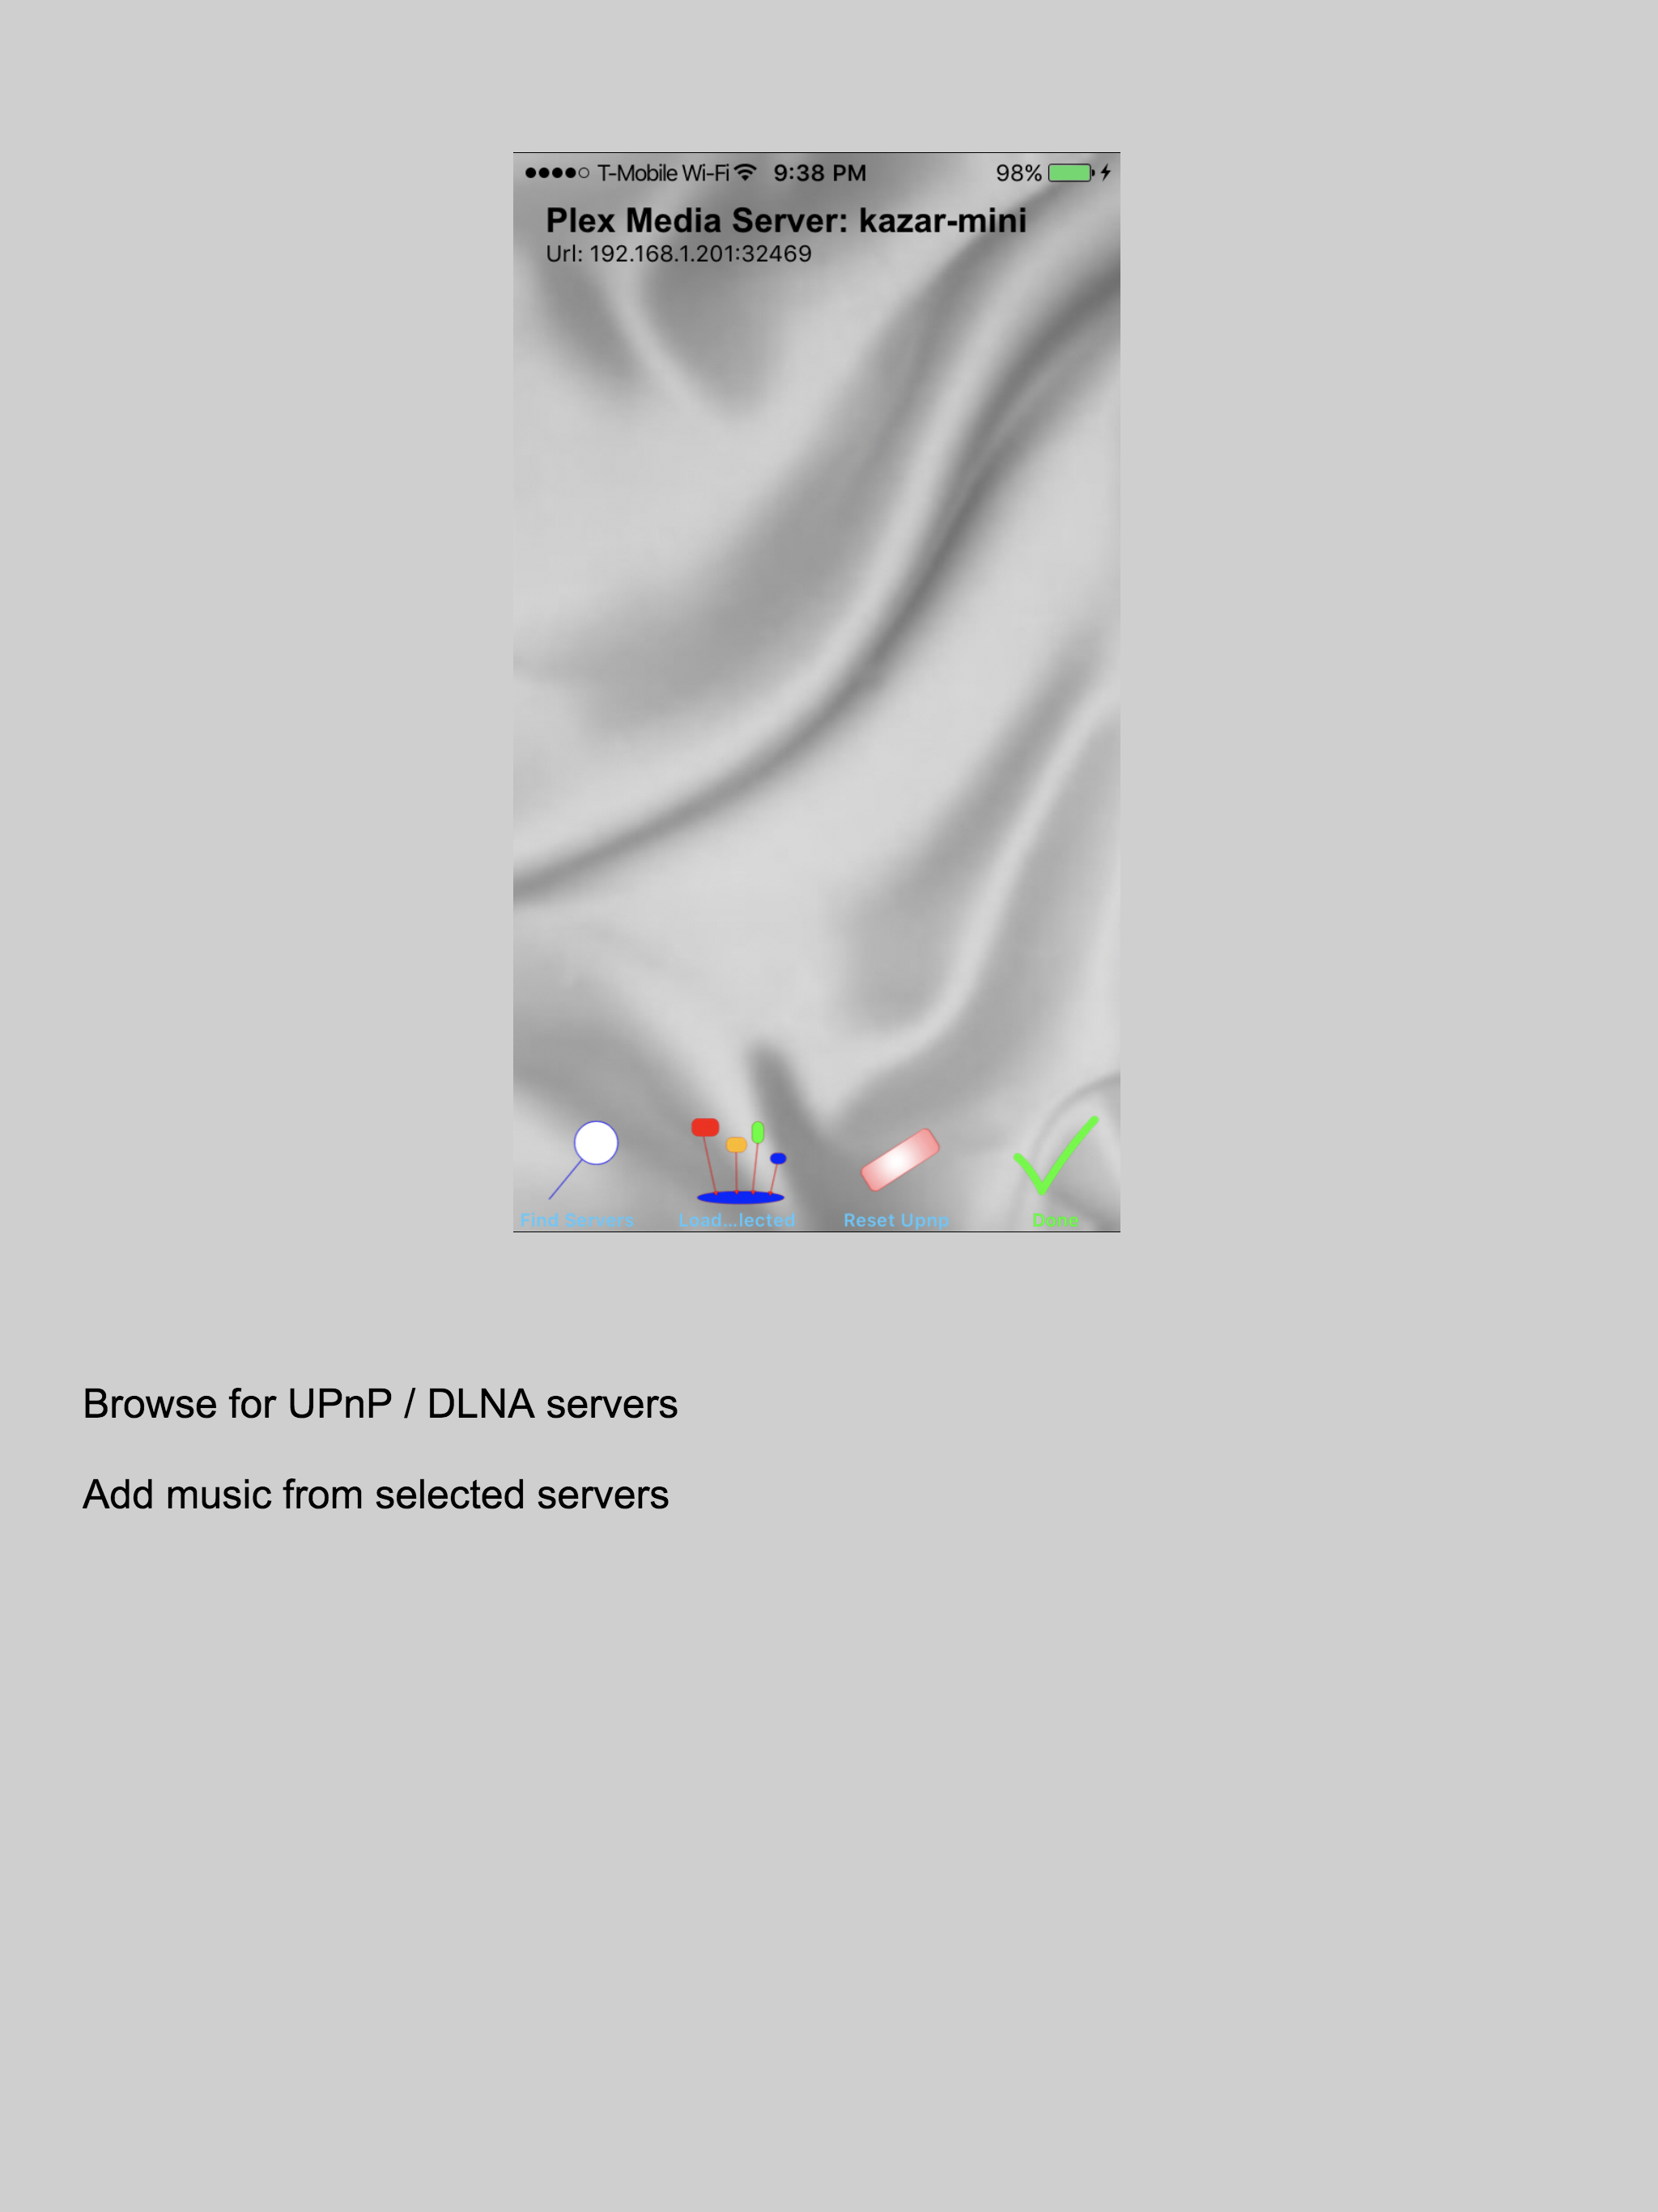 T-Mobile Wi-Fi 9:38 PM 98%
Plex Media Server: kazar-mini
Url: 192.168.1.201:32469
Find Servers Load...lected Reset Upnp Done
Browse for UPnP / DLNA servers
Add music from selected servers